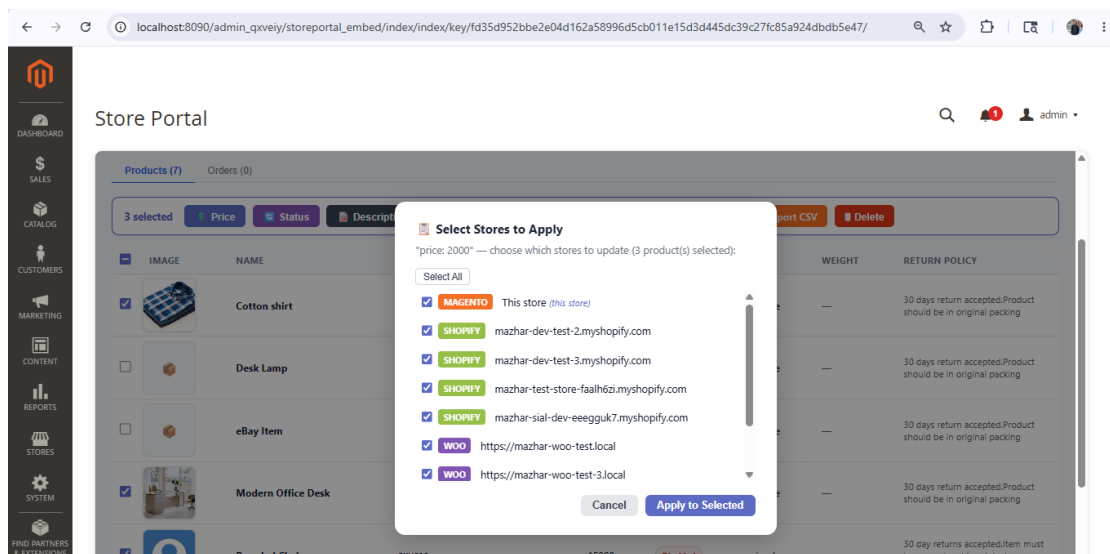 localhost:8090/admin_qxveiy/storeportal_embed/index/index/key/fd35d952bbe2e04d162a58996d5cb011e15d3d445dc39c27fc85a924dbdb5e47/
Store Portal
1
admin
DASHBOARD
SALES
CATALOG
CUSTOMERS
MARKETING
CONTENT
REPORTS
STORES
SYSTEM
FIND PARTNERS
& EXTENSIONS
Products (7) Orders (0)
3 selected Price Status Descripti port CSV Delete
IMAGE NAME WEIGHT RETURN POLICY
Cotton shirt — 30 days return accepted.Product
should be in original packing
Desk Lamp — 30 days return accepted.Product
should be in original packing
eBay Item — 30 days return accepted.Product
should be in original packing
Modern Office Desk — 30 days return accepted.Product
should be in original packing
30 day returns accepted.Item must
Select Stores to Apply
"price: 2000" — choose which stores to update (3 product(s) selected):
Select All
MAGENTO This store (this store)
SHOPIFY mazhar-dev-test-2.myshopify.com
SHOPIFY mazhar-dev-test-3.myshopify.com
SHOPIFY mazhar-test-store-faalh6zi.myshopify.com
SHOPIFY mazhar-sial-dev-eeegguk7.myshopify.com
WOO https://mazhar-woo-test.local
WOO https://mazhar-woo-test-3.local
Cancel Apply to Selected